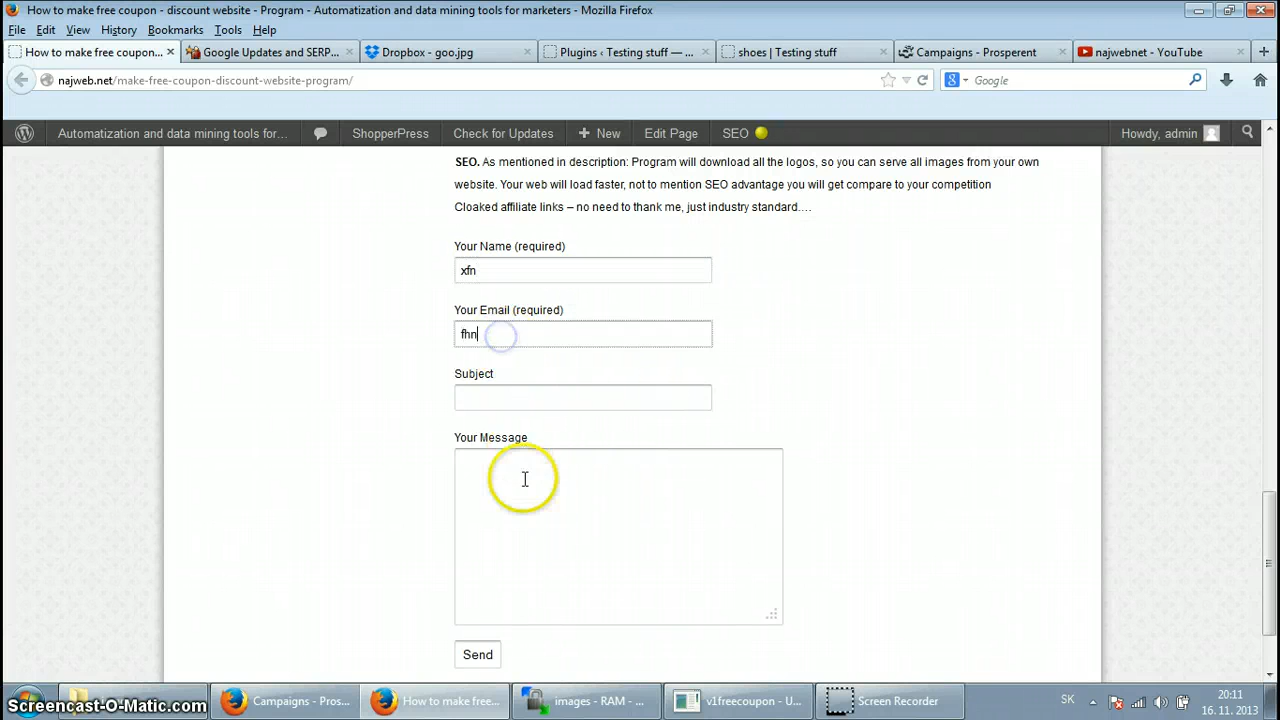 How to make free coupon - discount website - Program - Automatization and data mining tools for marketers - Mozilla Firefox
File Edit View History Bookmarks Tools Help
How to make free coupon... Google Updates and SERP... Dropbox - goo.jpg Plugins ‹ Testing stuff — ... shoes | Testing stuff Campaigns - Prosperent najwebnet - YouTube
najweb.net/make-free-coupon-discount-website-program/ Google
Automatization and data mining tools for... ShopperPress Check for Updates New Edit Page SEO Howdy, admin
SEO. As mentioned in description: Program will download all the logos, so you can serve all images from your own
website. Your web will load faster, not to mention SEO advantage you will get compare to your competition
Cloaked affiliate links – no need to thank me, just industry standard….
Your Name (required)
xfn
Your Email (required)
fhn
Subject
Your Message
Send
Campaigns - Pros... How to make free... images - RAM - ... v1freecoupon - U... Screen Recorder SK 20:11
Screencast-O-Matic.com 16. 11. 2013